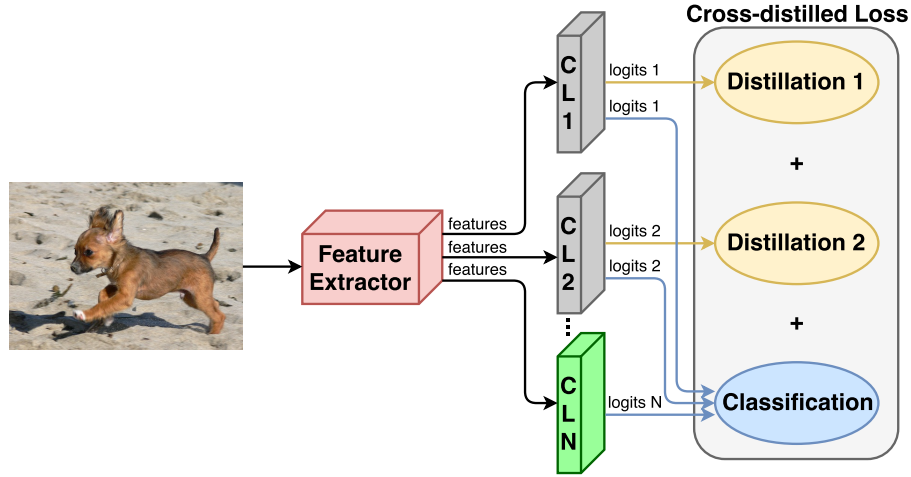 Cross-distilled Loss
C
L
1
logits 1
logits 1
Distillation 1
+
Feature
Extractor
features
features
features
C
L
2
logits 2
logits 2
Distillation 2
+
C
L
N
logits N
Classification